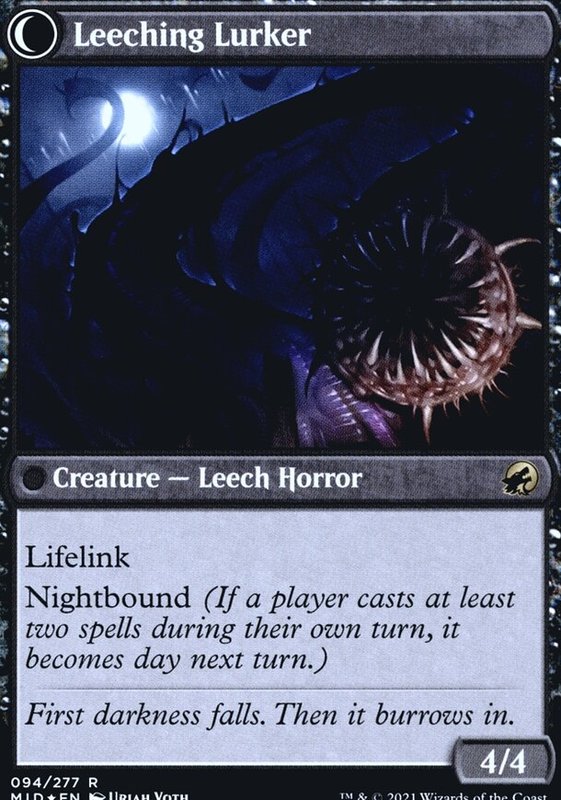 Leeching Lurker
Creature — Leech Horror
Lifelink
Nightbound (If a player casts at least
two spells during their own turn, it
becomes day next turn.)
First darkness falls. Then it burrows in.
4/4
094/277 R
MID★EN Uriah Voth
™ & © 2021 Wizards of the Coast